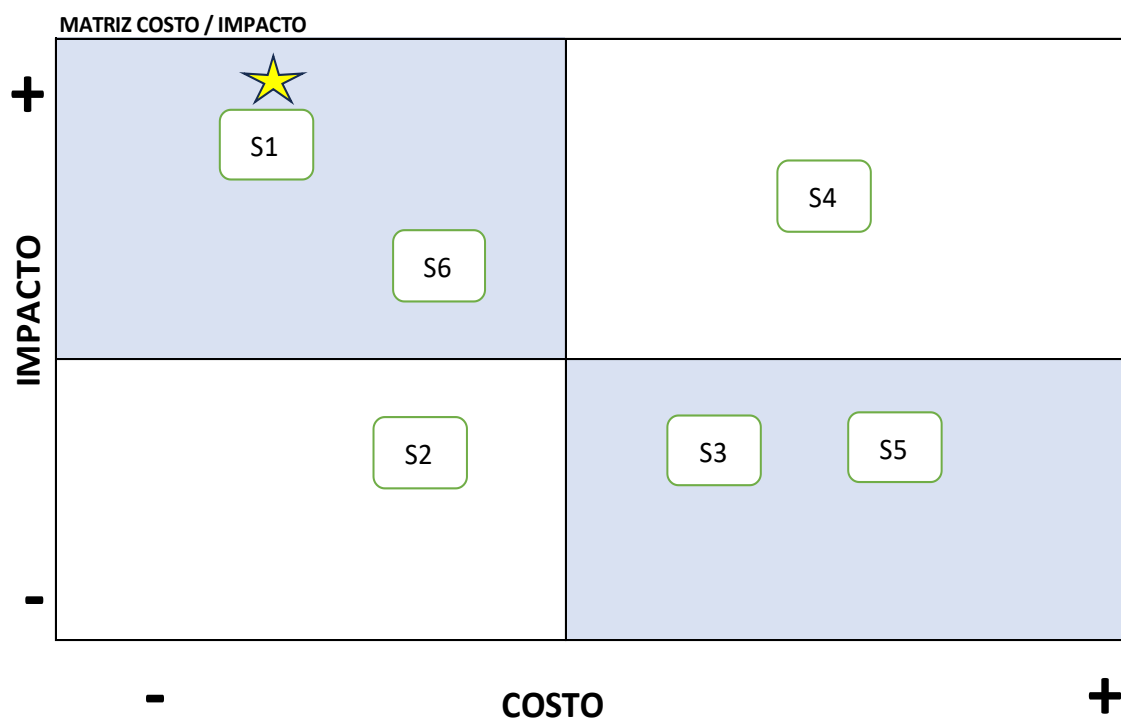 MATRIZ COSTO / IMPACTO
+
S1
S4
S6
IMPACTO
S2
S3
S5
-
-
COSTO
+